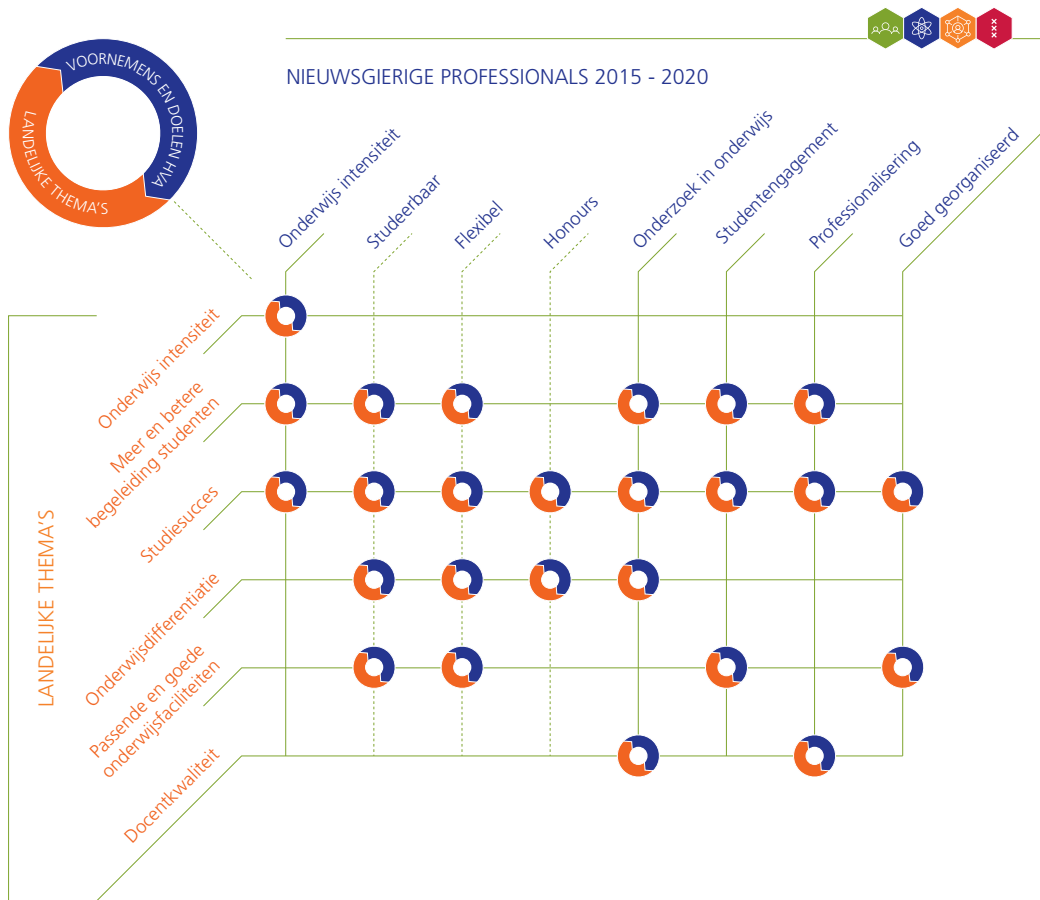 VOORNEMENS EN DOELEN HVA
LANDELIJKE THEMA'S
xxx
NIEUWSGIERIGE PROFESSIONALS 2015 - 2020
Onderwijs intensiteit
Studeerbaar
Flexibel
Honours
Onderzoek in onderwijs
Studentengagement
Professionalisering
Goed georganiseerd
LANDELIJKE THEMA'S
Onderwijs intensiteit
Meer en betere
begeleiding studenten
Studiesucces
Onderwijsdifferentiatie
Passende en goede
onderwijsfaciliteiten
Docentkwaliteit